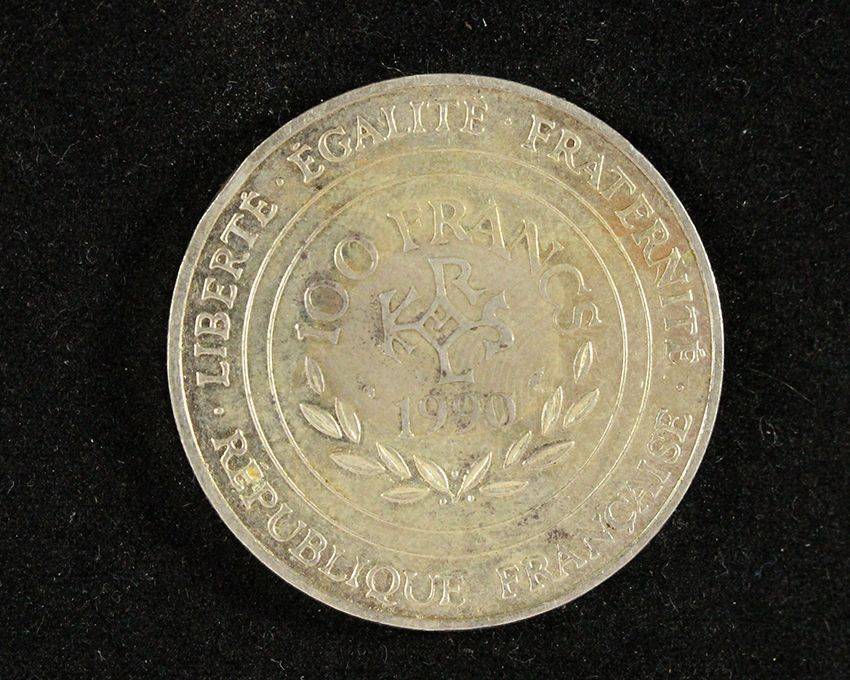 · LIBERTÉ · ÉGALITÉ · FRATERNITÉ ·
RÉPUBLIQUE FRANÇAISE
100 FRANCS
KRLS
1990